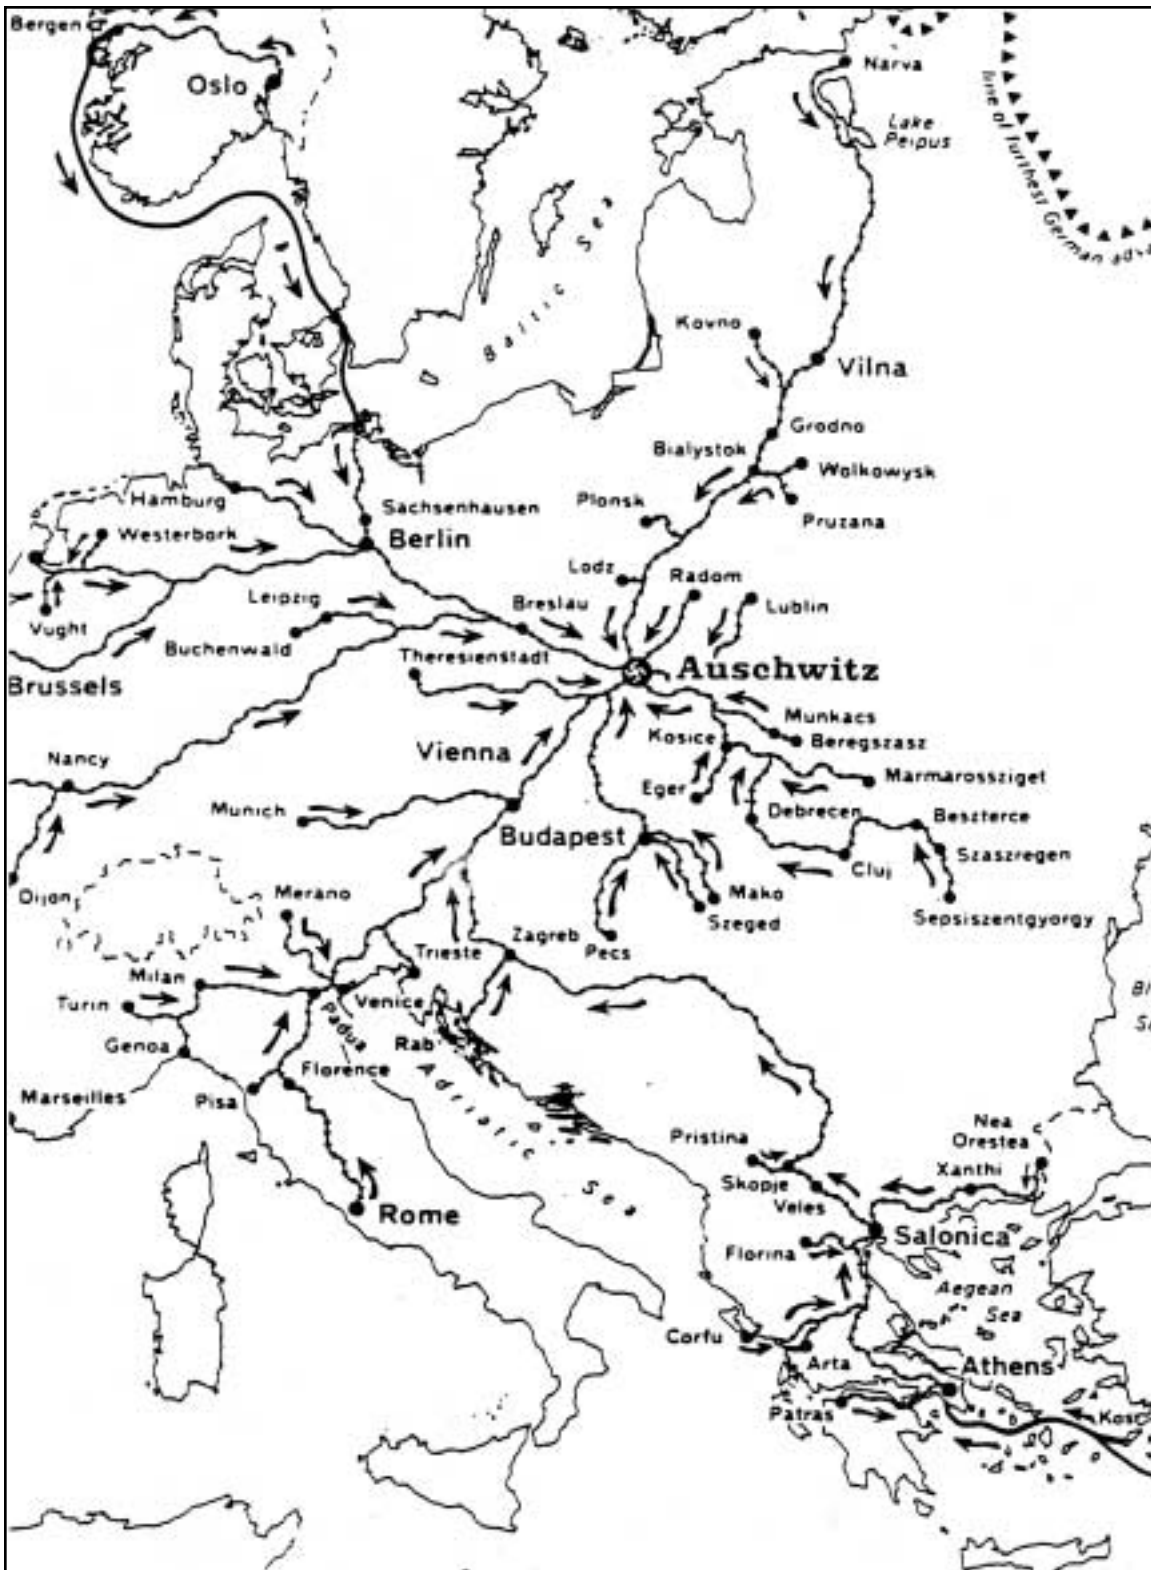 Bergen
Oslo
Narva
Lake
Peipus
line of furthest German adva
Baltic Sea
Kovno
Vilna
Grodno
Bialystok
Wolkowysk
Hamburg
Plonsk
Pruzana
Sachsenhausen
Westerbork
Berlin
Lodz
Radom
Leipzig
Breslau
Lublin
Vught
Buchenwald
Theresienstadt
Auschwitz
Brussels
Munkacs
Kosice
Beregszasz
Vienna
Nancy
Eger
Marmarossziget
Munich
Debrecen
Beszterce
Budapest
Szaszregen
Cluj
Dijon
Merano
Mako
Szeged
Sepsiszentgyorgy
Zagreb
Pecs
Trieste
Milan
Turin
Venice
Padua
Bl
S
Genoa
Rab
Florence
Marseilles
Pisa
Adriatic Sea
Nea
Orestea
Pristina
Xanthi
Skopje
Veles
Rome
Salonica
Florina
Aegean
Sea
Corfu
Arta
Athens
Patras
Kos